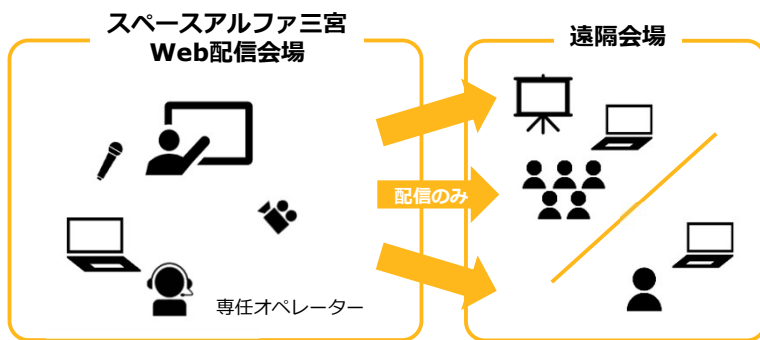 スペースアルファ三宮
Web配信会場
遠隔会場
配信のみ
専任オペレーター